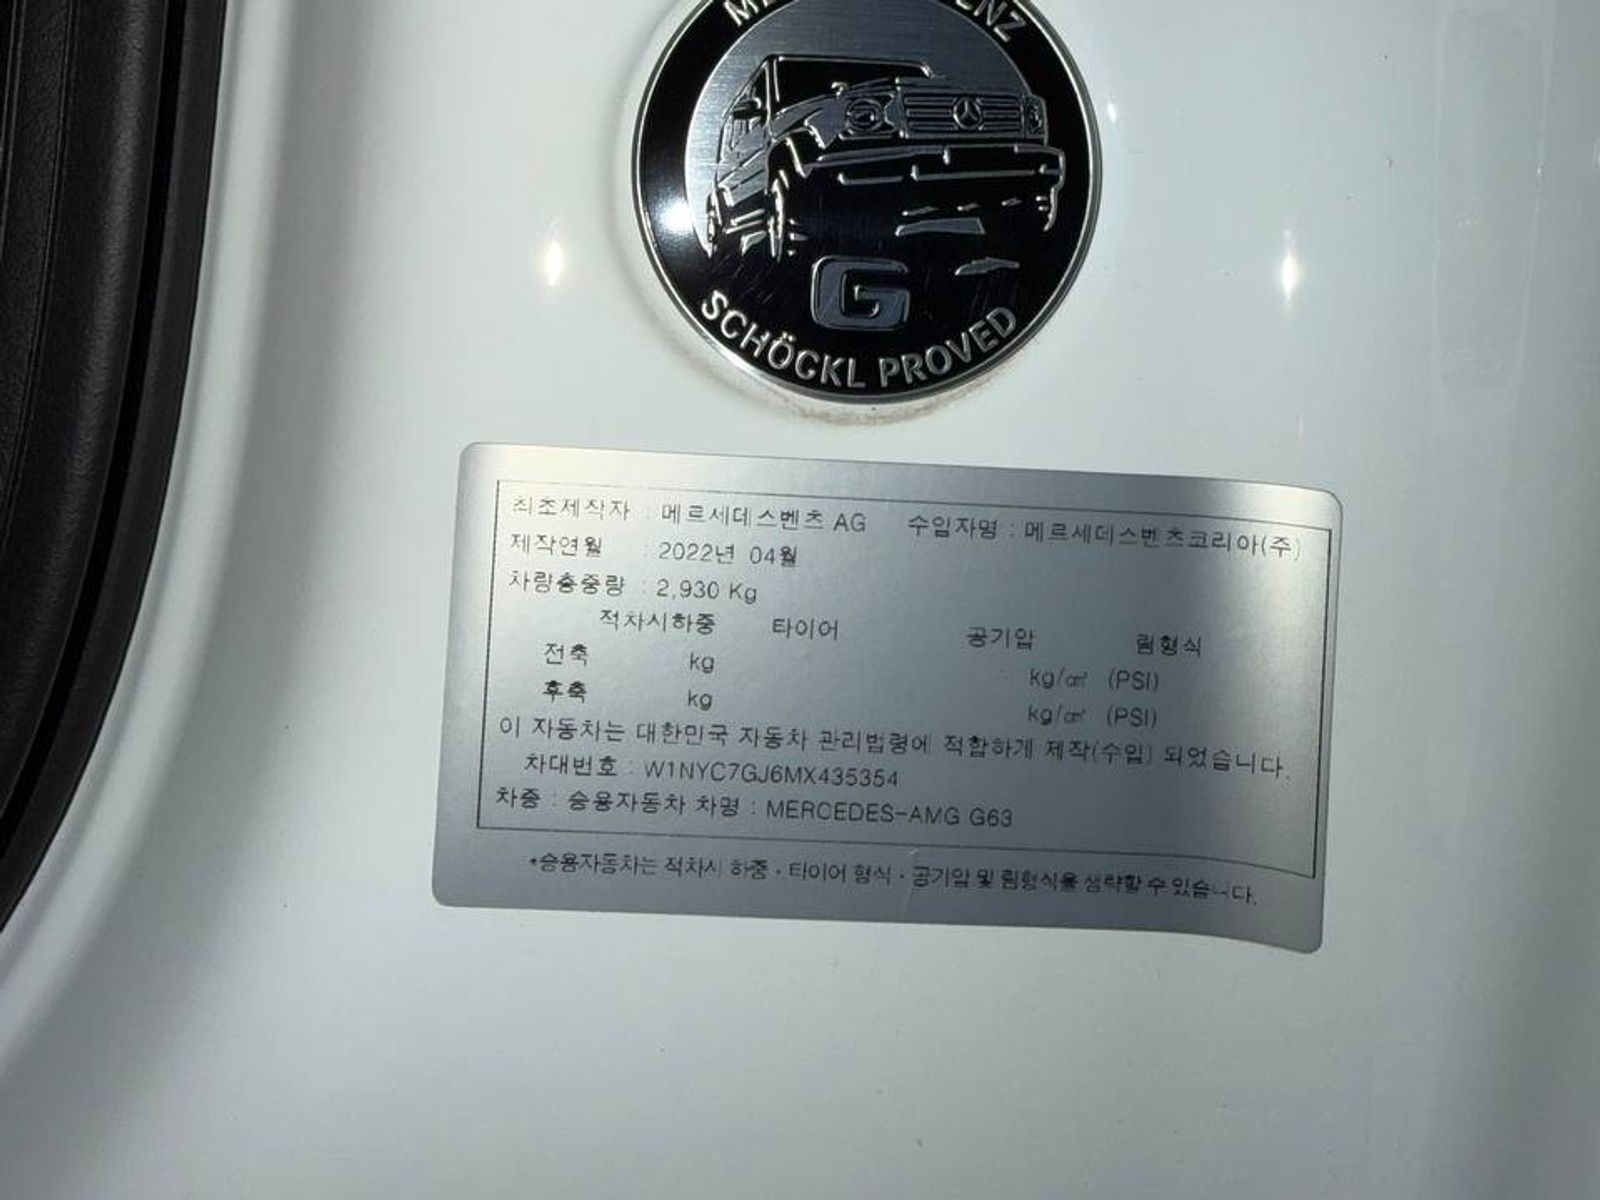 G
SCHÖCKL PROVED
최초제작자 : 메르세데스벤츠 AG 수입자명 : 메르세데스벤츠코리아(주)
제작연월 : 2022년 04월
차량총중량 : 2,930 Kg
적차시하중 타이어 공기압 림형식
전축 kg kg/㎠ (PSI)
후축 kg kg/㎠ (PSI)
이 자동차는 대한민국 자동차 관리법령에 적합하게 제작(수입) 되었습니다.
차대번호 : W1NYC7GJ6MX435354
차종 : 승용자동차 차명 : MERCEDES-AMG G63
*승용자동차는 적차시 하중·타이어 형식·공기압 및 림형식을 생략할 수 있습니다.